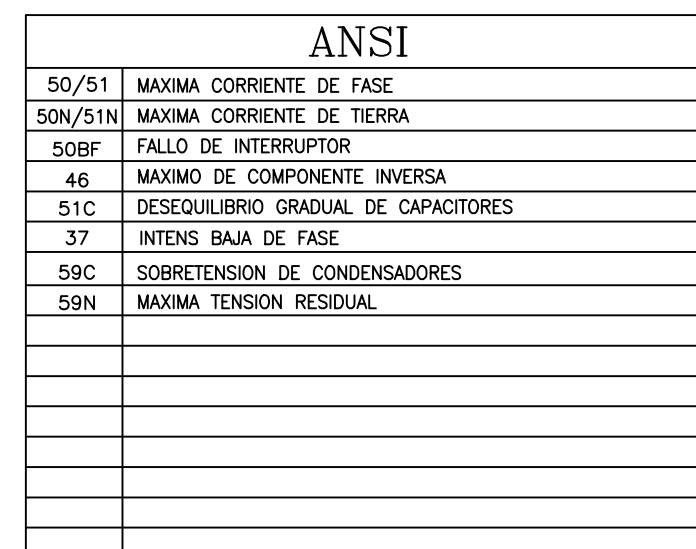 ANSI
50/51 MAXIMA CORRIENTE DE FASE
50N/51N MAXIMA CORRIENTE DE TIERRA
50BF FALLO DE INTERRUPTOR
46 MAXIMO DE COMPONENTE INVERSA
51C DESEQUILIBRIO GRADUAL DE CAPACITORES
37 INTENS BAJA DE FASE
59C SOBRETENSION DE CONDENSADORES
59N MAXIMA TENSION RESIDUAL